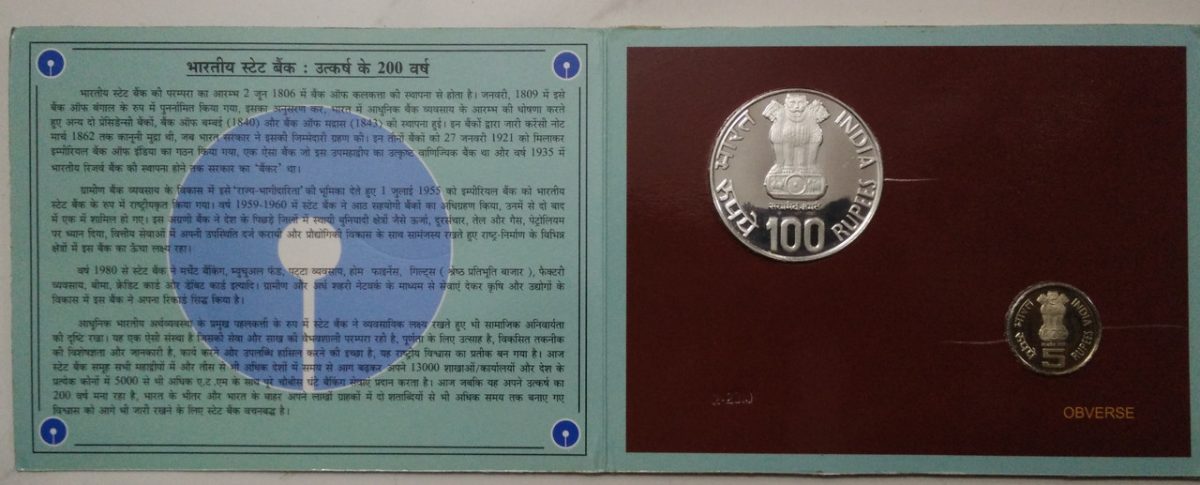 भारतीय स्टेट बैंक : उत्कर्ष के 200 वर्ष
भारतीय स्टेट बैंक की परम्परा का आरम्भ 2 जून 1806 में बैंक ऑफ कलकत्ता की स्थापना से होता है। जनवरी, 1809 में इसे
बैंक ऑफ बंगाल के रुप में पुनर्नामित किया गया, इसका अनुसरण कर, भारत में आधुनिक बैंक व्यवसाय के आरम्भ की घोषणा करते
हुए अन्य दो प्रेसिडेन्सी बैंकों, बैंक ऑफ बम्बई (1840) और बैंक ऑफ मद्रास (1843) की स्थापना हुई। इन बैंकों द्वारा जारी करेंसी नोट
मार्च 1862 तक कानूनी मुद्रा थी, जब भारत सरकार ने इसकी जिम्मेदारी ग्रहण की। इन तीनों बैंकों को 27 जनवरी 1921 को मिलाकर
इम्पीरियल बैंक ऑफ इंडिया का गठन किया गया, एक ऐसा बैंक जो इस उपमहाद्वीप का उत्कृष्ठ वाणिज्यिक बैंक था और वर्ष 1935 में
भारतीय रिजर्व बैंक की स्थापना होने तक सरकार का "बैंकर" था।
ग्रामीण बैंक व्यवसाय के विकास में इसे 'राज्य-भागीदारिता' की भूमिका देते हुए 1 जुलाई 1955 को इम्पीरियल बैंक को भारतीय
स्टेट बैंक के रुप में राष्ट्रीयकृत किया गया। वर्ष 1959-1960 में स्टेट बैंक ने आठ सहयोगी बैंकों का अधिग्रहण किया, उनमें से दो बाद
में एक में शामिल हो गए। इस अग्रणी बैंक ने देश के पिछड़े जिलों में स्थायी बुनियादी क्षेत्रों जैसे ऊर्जा, दूरसंचार, तेल और गैस, पेट्रोलियम
पर ध्यान दिया, वित्तीय सेवाओं में अपनी उपस्थिति दर्ज करायी और प्रौद्योगिकी विकास के साथ सामंजस्य रखते हुए राष्ट्र-निर्माण के विभिन्न
क्षेत्रों में इस बैंक का ऊंचा लक्ष्य रहा।
वर्ष 1980 से स्टेट बैंक ने मर्चेंट बैंकिंग, म्युचुअल फंड, पट्टा व्यवसाय, होम फाइनेंस, गिल्ट्स ( श्रेष्ठ प्रतिभूति बाजार ), फैक्टरी
व्यवसाय, बीमा, क्रेडिट कार्ड और डेबिट कार्ड इत्यादि। ग्रामीण और अर्ध शहरी नेटवर्क के माध्यम से सेवाएं देकर कृषि और उद्योगों के
विकास में इस बैंक ने अपना रिकार्ड सिद्ध किया है।
आधुनिक भारतीय अर्थव्यवस्था के प्रमुख पहलकर्त्ता के रुप में स्टेट बैंक ने व्यवसायिक लक्ष्य रखते हुए भी सामाजिक अनिवार्यता
की दृष्टि रखा। यह एक ऐसी संस्था है जिसकी सेवा और साख की वैभवशाली परम्परा रही है, पूर्णता के लिए उत्साह है, विकसित तकनीक
की विशेषज्ञता और जानकारी है, कार्य करने और उपलब्धि हासिल करने की इच्छा है, यह राष्ट्रीय विश्वास का प्रतीक बन गया है। आज
स्टेट बैंक समुह सभी महाद्वीपों में और तीस से भी अधिक देशों में समय से आग बढ़कर अपने 13000 शाखाओं/कार्यालयों और देश के
प्रत्येक कोनों में 5000 से भी अधिक ए.ट.एम के साथ पूरे चौबीस घंटे बैंकिंग सेवाएं प्रदान करता है। आज जबकि यह अपने उत्कर्ष का
200 वर्ष मना रहा है, भारत के भीतर और भारत के बाहर अपने लाखों ग्राहकों में दो शताब्दियों से भी अधिक समय तक बनाए गए
विश्वास को आगे भी जारी रखने के लिए स्टेट बैंक वचनबद्ध है।
भारत INDIA
रुपये 100 RUPEES
सत्यमेव जयते
भारत INDIA
रुपये 5 RUPEES
OBVERSE